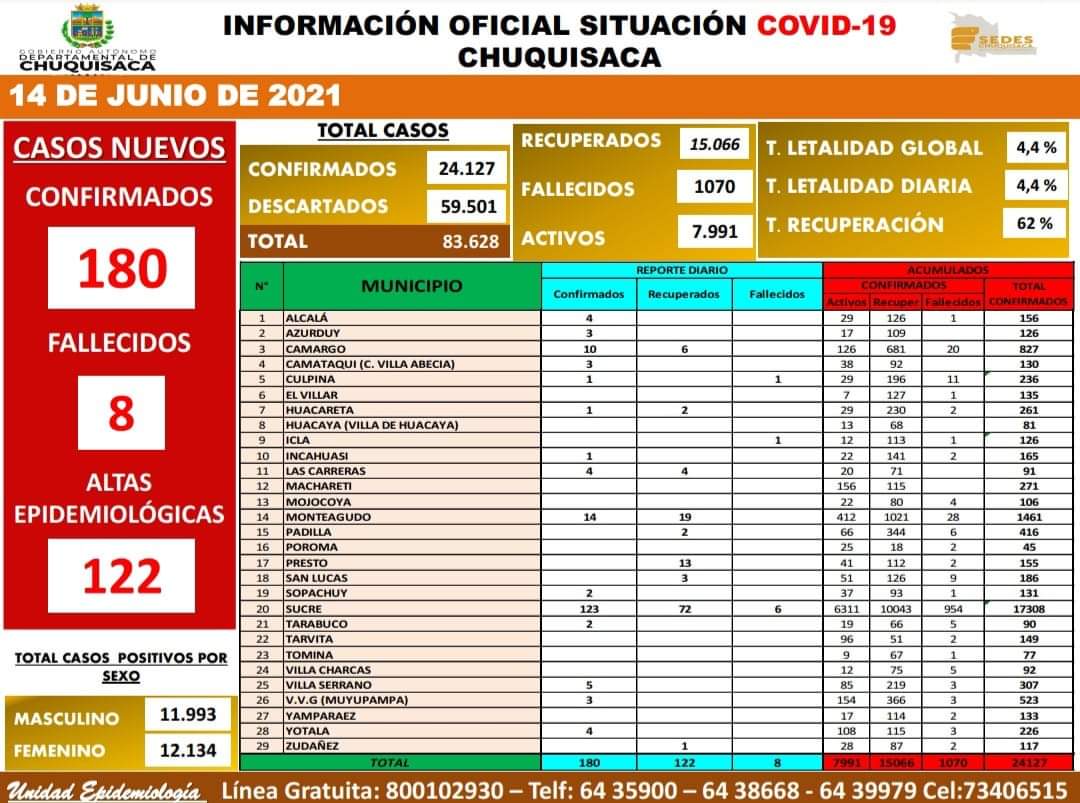 GOBIERNO AUTÓNOMO
DEPARTAMENTAL DE
CHUQUISACA
INFORMACIÓN OFICIAL SITUACIÓN COVID-19
CHUQUISACA
SEDES
CHUQUISACA
14 DE JUNIO DE 2021
CASOS NUEVOS
CONFIRMADOS
180
FALLECIDOS
8
ALTAS
EPIDEMIOLÓGICAS
122
TOTAL CASOS POSITIVOS POR
SEXO
MASCULINO 11.993
FEMENINO 12.134
TOTAL CASOS
CONFIRMADOS 24.127
DESCARTADOS 59.501
TOTAL 83.628
RECUPERADOS 15.066
FALLECIDOS 1070
ACTIVOS 7.991
T. LETALIDAD GLOBAL 4,4 %
T. LETALIDAD DIARIA 4,4 %
T. RECUPERACIÓN 62 %
N° MUNICIPIO REPORTE DIARIO ACUMULADOS
Confirmados Recuperados Fallecidos CONFIRMADOS TOTAL
Activos Recuper Fallecidos CONFIRMADOS
1 ALCALÁ 4 29 126 1 156
2 AZURDUY 3 17 109 126
3 CAMARGO 10 6 126 681 20 827
4 CAMATAQUI (C. VILLA ABECIA) 3 38 92 130
5 CULPINA 1 1 29 196 11 236
6 EL VILLAR 7 127 1 135
7 HUACARETA 1 2 29 230 2 261
8 HUACAYA (VILLA DE HUACAYA) 13 68 81
9 ICLA 1 12 113 1 126
10 INCAHUASI 1 22 141 2 165
11 LAS CARRERAS 4 4 20 71 91
12 MACHARETI 156 115 271
13 MOJOCOYA 22 80 4 106
14 MONTEAGUDO 14 19 412 1021 28 1461
15 PADILLA 2 66 344 6 416
16 POROMA 25 18 2 45
17 PRESTO 13 41 112 2 155
18 SAN LUCAS 3 51 126 9 186
19 SOPACHUY 2 37 93 1 131
20 SUCRE 123 72 6 6311 10043 954 17308
21 TARABUCO 2 19 66 5 90
22 TARVITA 96 51 2 149
23 TOMINA 9 67 1 77
24 VILLA CHARCAS 12 75 5 92
25 VILLA SERRANO 5 85 219 3 307
26 V.V.G (MUYUPAMPA) 3 154 366 3 523
27 YAMPARAEZ 17 114 2 133
28 YOTALA 4 108 115 3 226
29 ZUDAÑEZ 1 28 87 2 117
TOTAL 180 122 8 7991 15066 1070 24127
Unidad Epidemiología Línea Gratuita: 800102930 – Telf: 64 35900 – 64 38668 - 64 39979 Cel:73406515